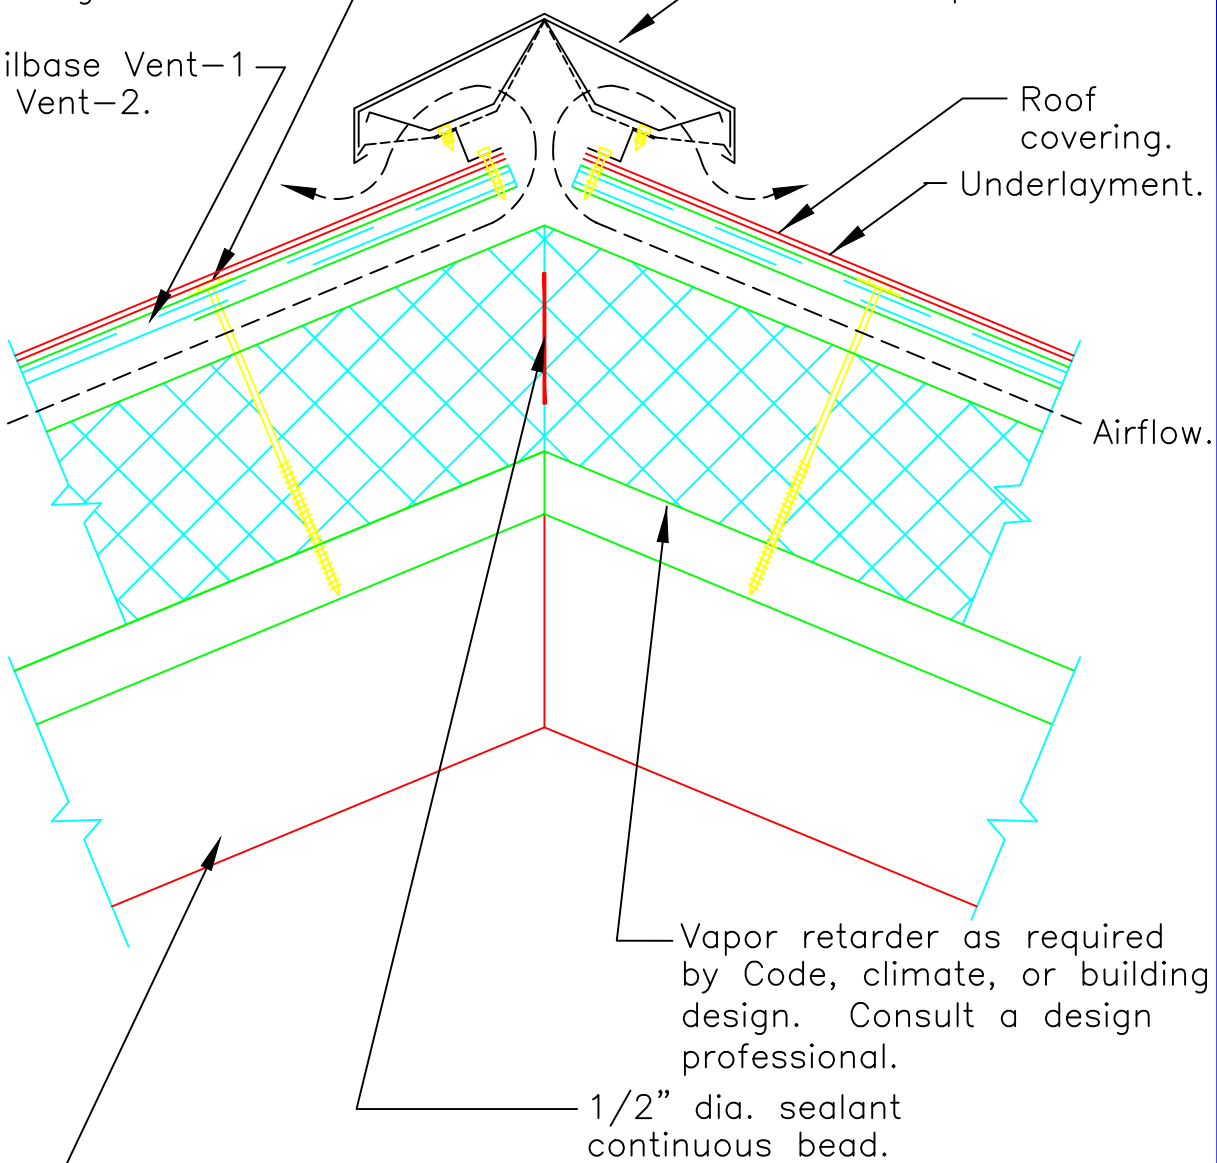 ilbase Vent-1
Vent-2.
Roof
covering.
Underlayment.
Airflow.
Vapor retarder as required
by Code, climate, or building
design. Consult a design
professional.
1/2” dia. sealant
continuous bead.